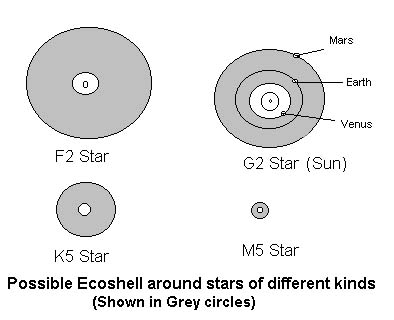 Mars
Earth
Venus
F2 Star
G2 Star (Sun)
K5 Star
M5 Star
Possible Ecoshell around stars of different kinds
(Shown in Grey circles)